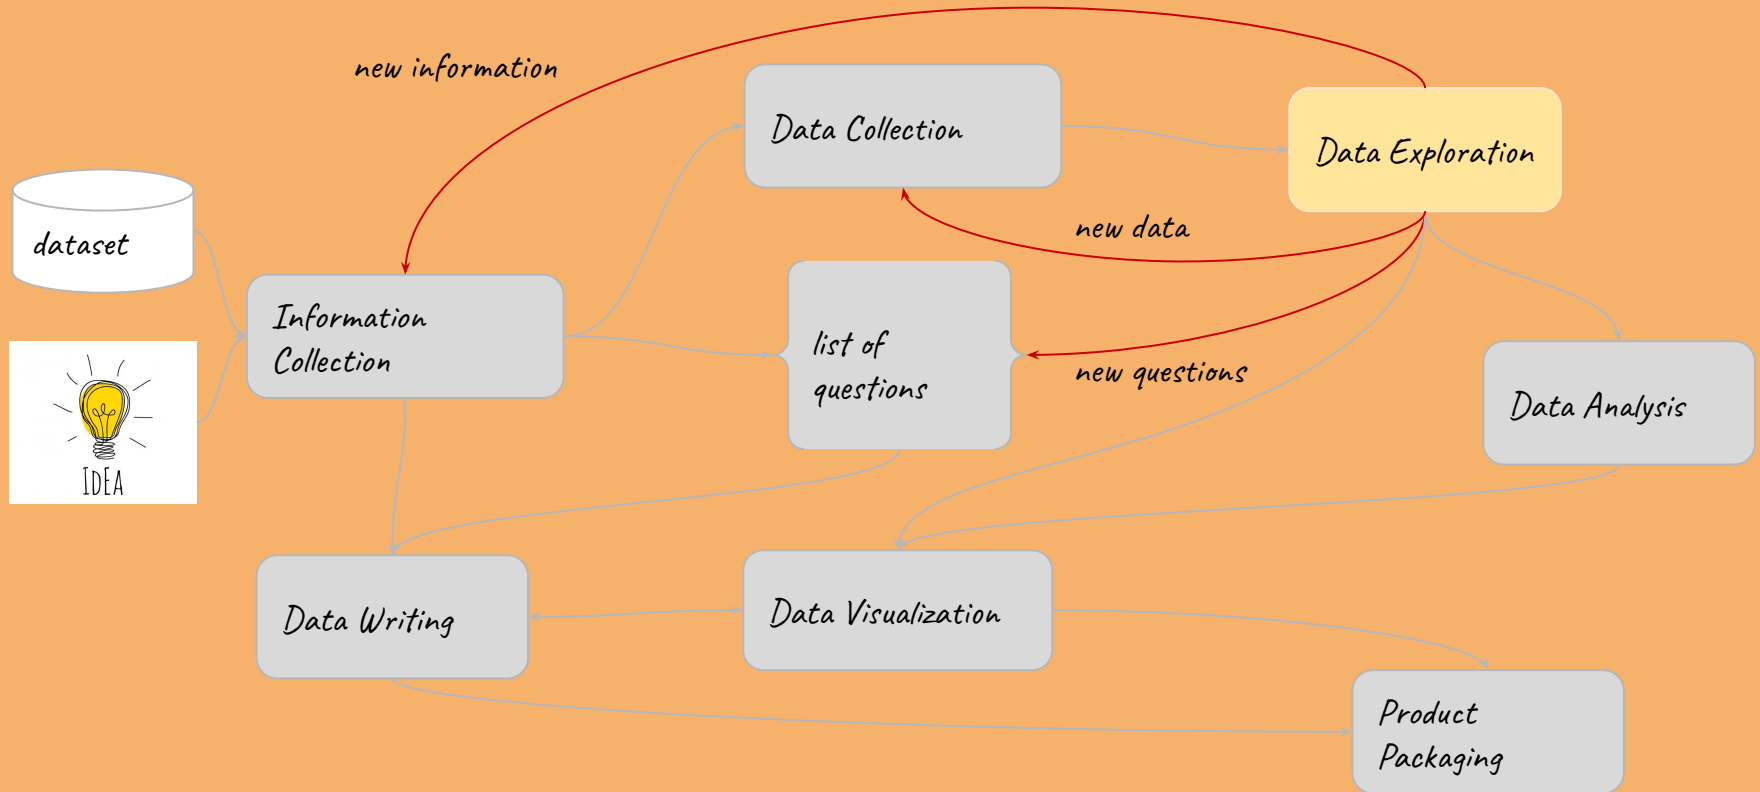 new information
Data Collection
Data Exploration
dataset
new data
Information
Collection
list of
questions
new questions
Data Analysis
IDEA
Data Writing
Data Visualization
Product
Packaging